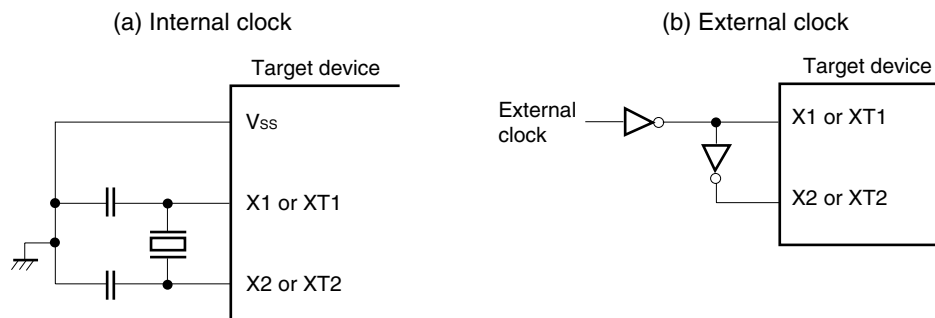 (a) Internal clock
Target device
Vss
X1 or XT1
X2 or XT2
(b) External clock
Target device
External
clock
X1 or XT1
X2 or XT2